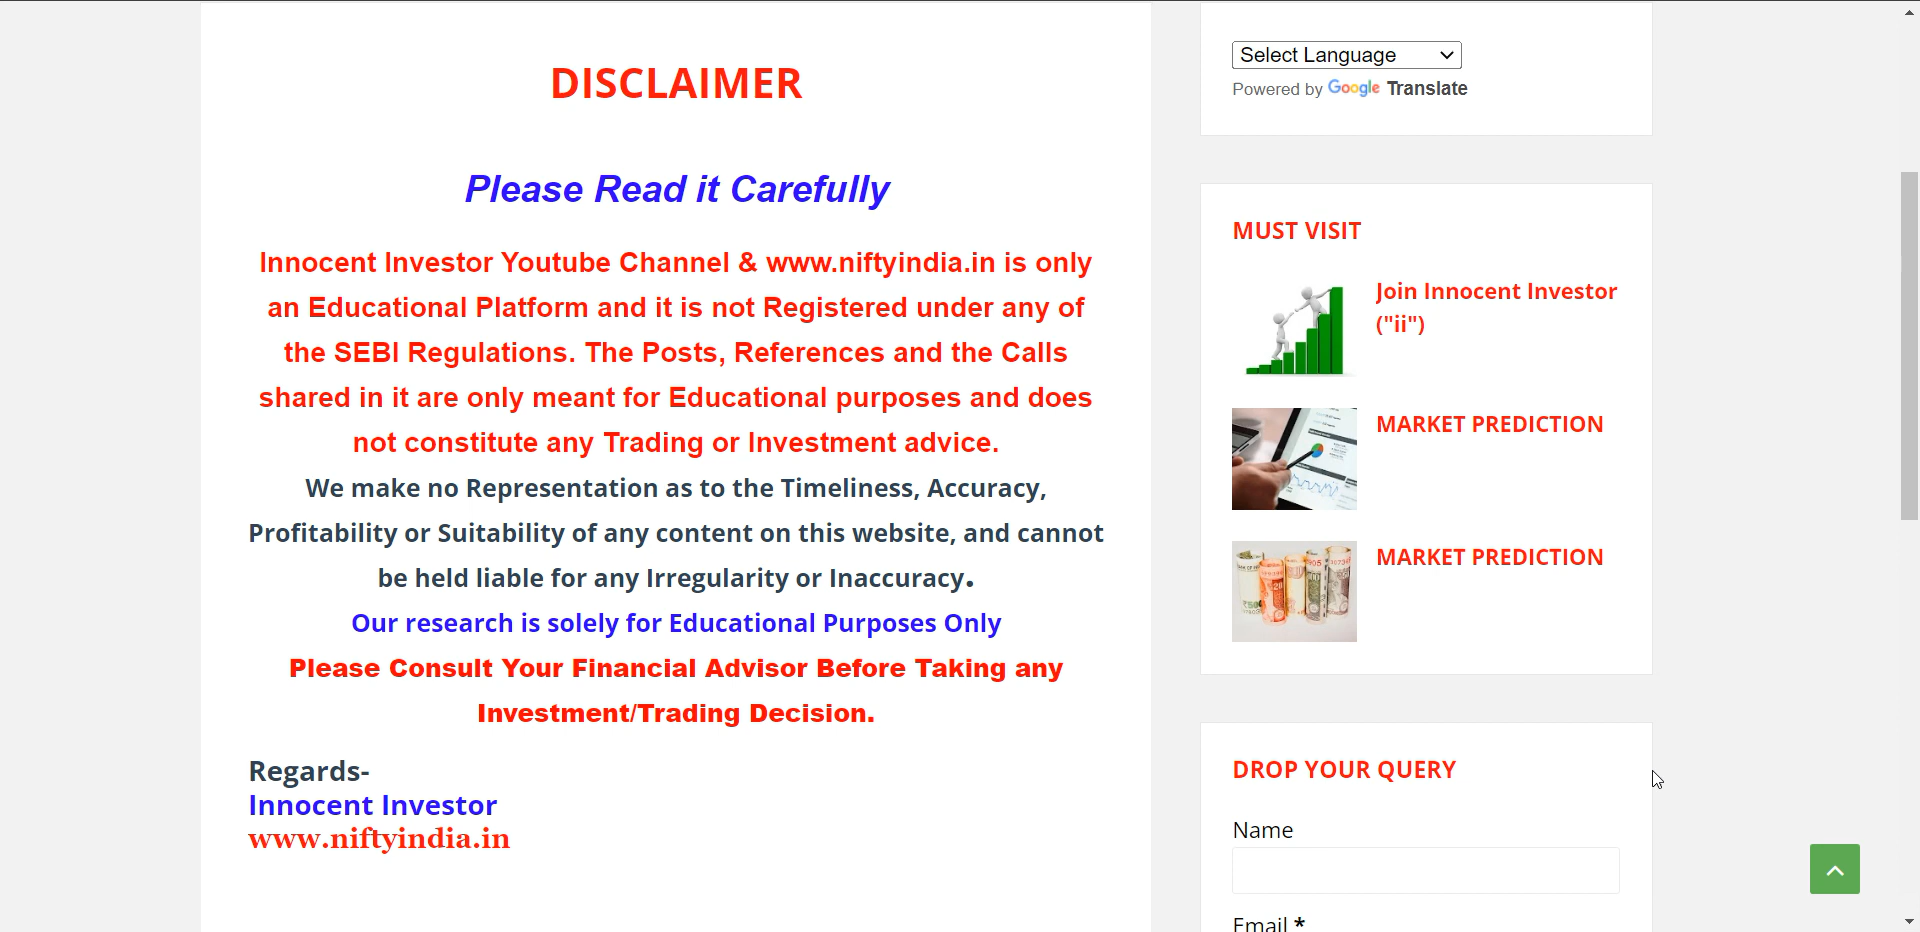 DISCLAIMER
Please Read it Carefully
Innocent Investor Youtube Channel & www.niftyindia.in is only
an Educational Platform and it is not Registered under any of
the SEBI Regulations. The Posts, References and the Calls
shared in it are only meant for Educational purposes and does
not constitute any Trading or Investment advice.
We make no Representation as to the Timeliness, Accuracy,
Profitability or Suitability of any content on this website, and cannot
be held liable for any Irregularity or Inaccuracy.
Our research is solely for Educational Purposes Only
Please Consult Your Financial Advisor Before Taking any
Investment/Trading Decision.
Regards-
Innocent Investor
www.niftyindia.in
Select Language
Powered by Google Translate
MUST VISIT
Join Innocent Investor
("ii")
MARKET PREDICTION
MARKET PREDICTION
DROP YOUR QUERY
Name
Email *